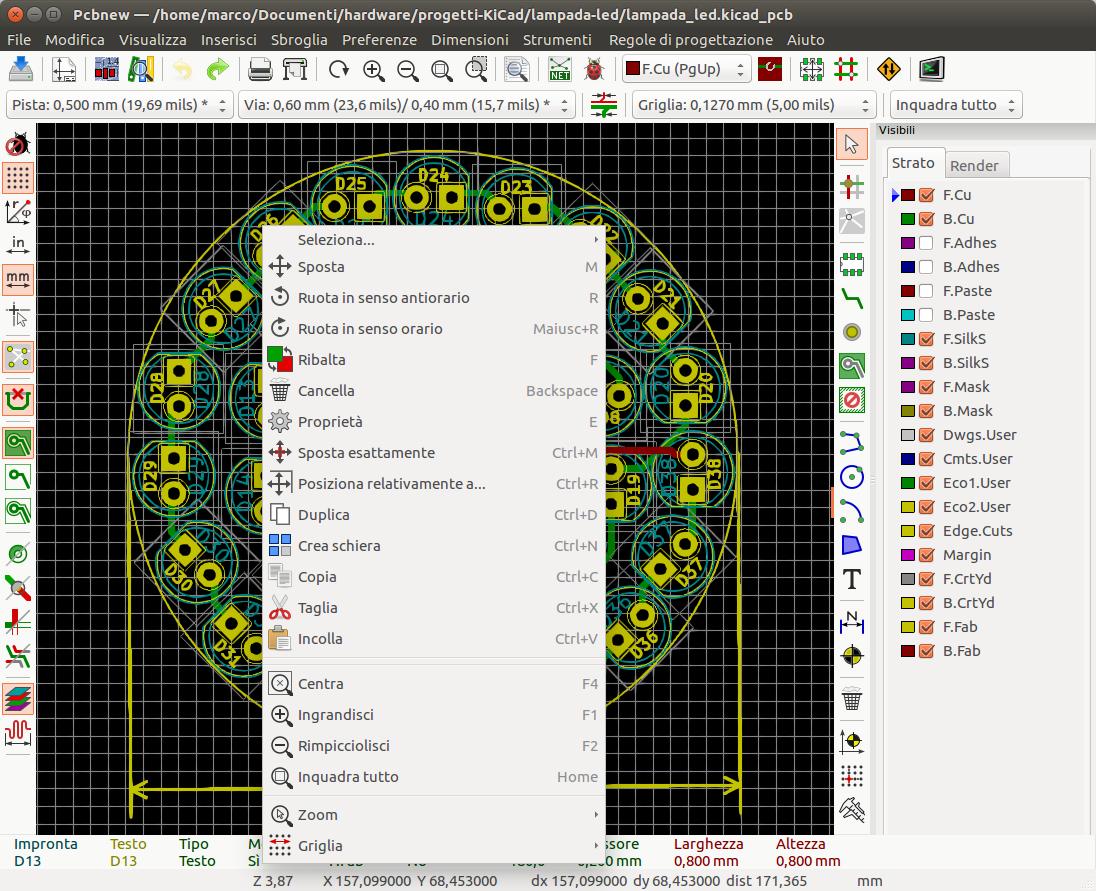 Pcbnew — /home/marco/Documenti/hardware/progetti-KiCad/lampada-led/lampada_led.kicad_pcb
File Modifica Visualizza Inserisci Sbroglia Preferenze Dimensioni Strumenti Regole di progettazione Aiuto
NET F.Cu (PgUp)
Pista: 0,500 mm (19,69 mils) * Via: 0,60 mm (23,6 mils)/ 0,40 mm (15,7 mils) * Griglia: 0,1270 mm (5,00 mils) Inquadra tutto
Visibili
Strato Render
in
mm
F.Cu
B.Cu
F.Adhes
B.Adhes
F.Paste
B.Paste
F.SilkS
B.SilkS
F.Mask
B.Mask
Dwgs.User
Cmts.User
Eco1.User
Eco2.User
Edge.Cuts
Margin
F.CrtYd
B.CrtYd
F.Fab
B.Fab
D25 D24 D23
D27
D28 D20
D29 D19 D38
D30 D37
D31 D36
Seleziona...
Sposta M
Ruota in senso antiorario R
Ruota in senso orario Maiusc+R
Ribalta F
Cancella Backspace
Proprietà E
Sposta esattamente Ctrl+M
Posiziona relativamente a... Ctrl+R
Duplica Ctrl+D
Crea schiera Ctrl+N
Copia Ctrl+C
Taglia Ctrl+X
Incolla Ctrl+V
Centra F4
Ingrandisci F1
Rimpicciolisci F2
Inquadra tutto Home
Zoom
Griglia
T
N
Impronta Testo Tipo Larghezza Altezza
D13 D13 Testo Sì 0,800 mm 0,800 mm
Z 3,87 X 157,099000 Y 68,453000 dx 157,099000 dy 68,453000 dist 171,365 mm